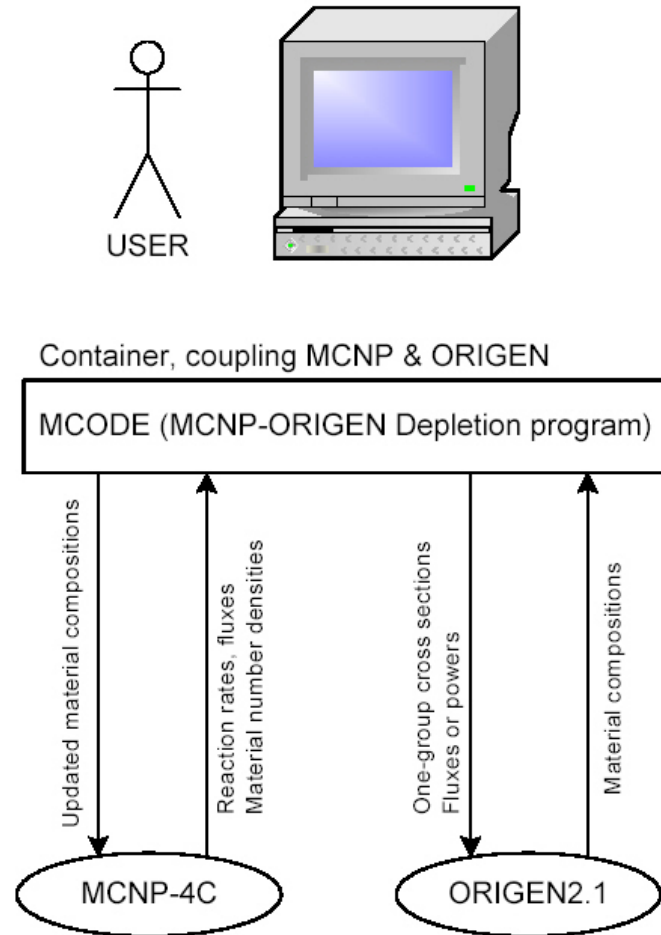 USER
Container, coupling MCNP & ORIGEN
MCODE (MCNP-ORIGEN Depletion program)
Updated material compositions
Reaction rates, fluxes
Material number densities
One-group cross sections
Fluxes or powers
Material compositions
MCNP-4C
ORIGEN2.1